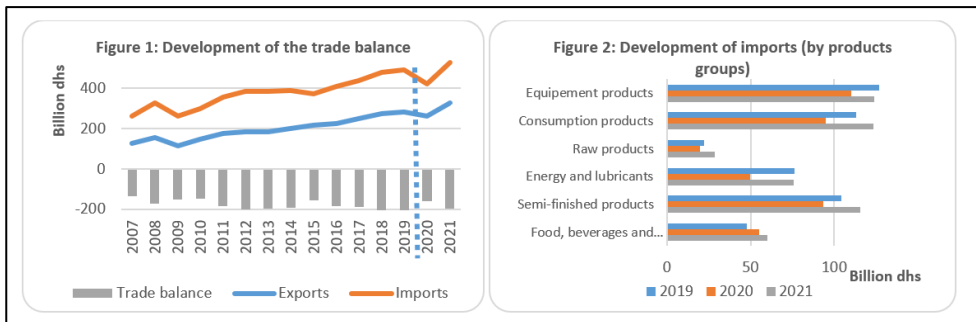 Figure 1: Development of the trade balance
Billion dhs
400
200
0
-200
2007
2008
2009
2010
2011
2012
2013
2014
2015
2016
2017
2018
2019
2020
2021
Trade balance
Exports
Imports
Figure 2: Development of imports (by products
groups)
Equipement products
Consumption products
Raw products
Energy and lubricants
Semi-finished products
Food, beverages and...
0
50
100
Billion dhs
2019
2020
2021